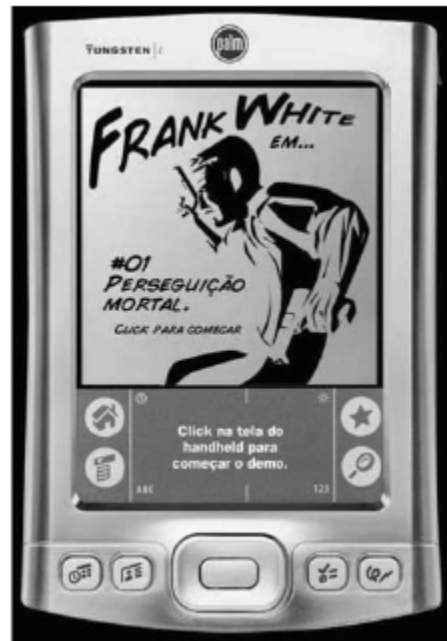 TUNGSTEN
palm
FRANK WHITE
EM...
#01
PERSEGUIÇÃO
MORTAL.
CLICK PARA COMEÇAR
Click na tela do
handheld para
começar o demo.
ABC
123